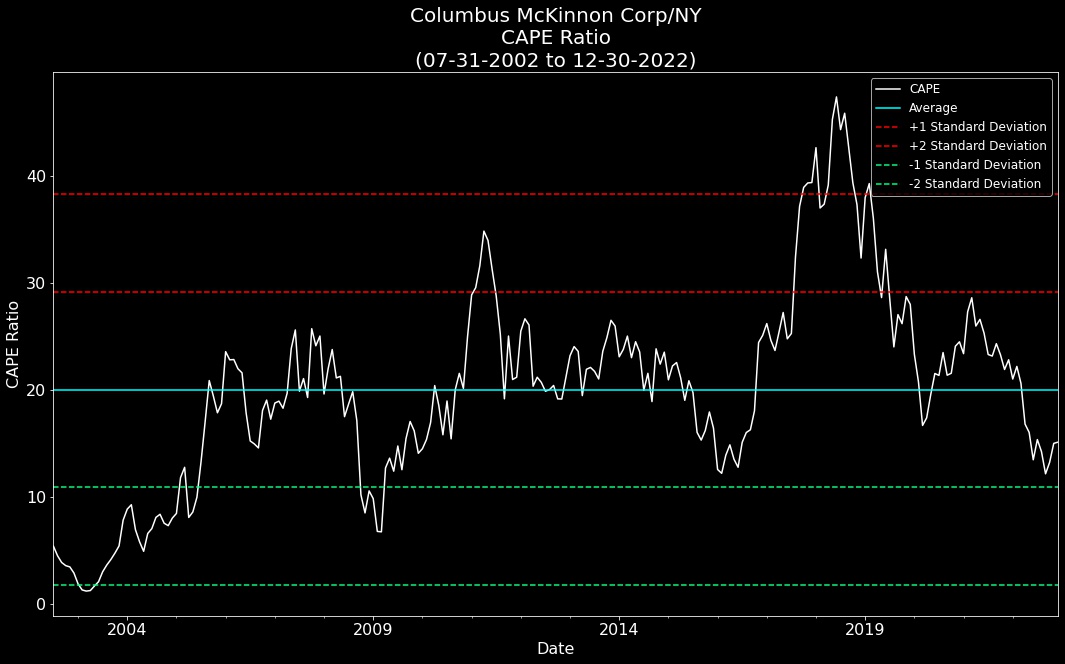 Columbus McKinnon Corp/NY
CAPE Ratio
(07-31-2002 to 12-30-2022)
CAPE
Average
+1 Standard Deviation
+2 Standard Deviation
-1 Standard Deviation
-2 Standard Deviation
CAPE Ratio
40
30
20
10
0
2004
2009
2014
2019
Date